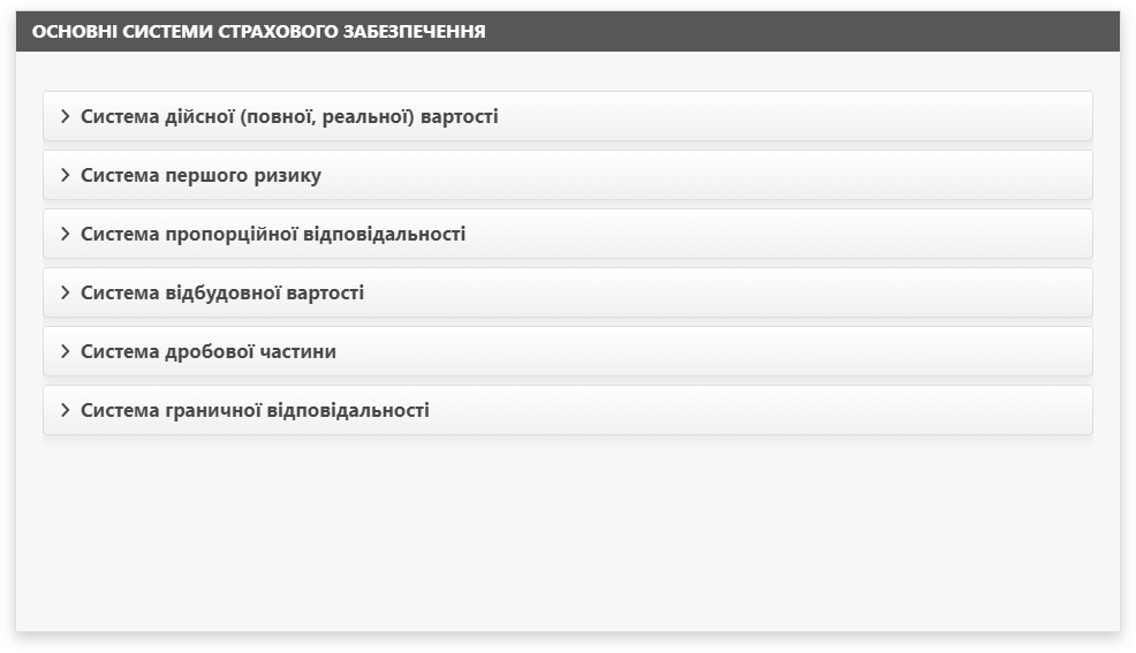 ОСНОВНІ СИСТЕМИ СТРАХОВОГО ЗАБЕЗПЕЧЕННЯ
Система дійсної (повної, реальної) вартості
Система першого ризику
Система пропорційної відповідальності
Система відбудовної вартості
Система дробової частини
Система граничної відповідальності